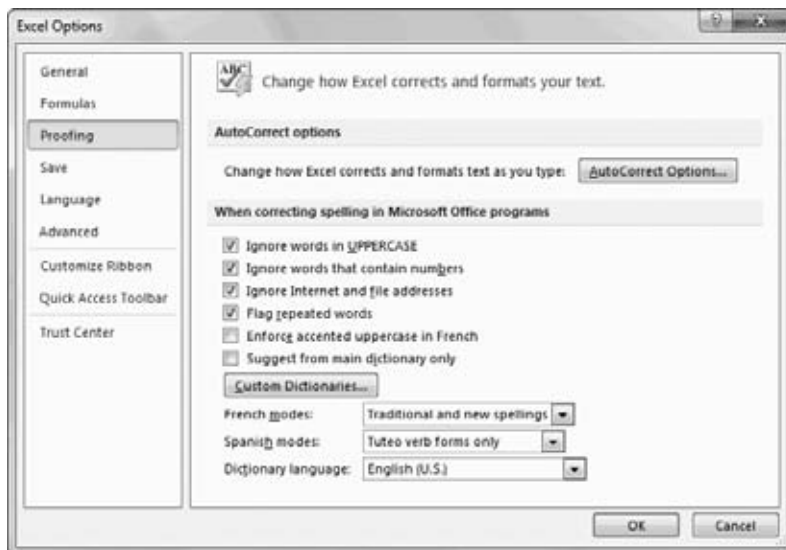 Excel Options
General
Formulas
Proofing
Save
Language
Advanced
Customize Ribbon
Quick Access Toolbar
Trust Center
ABC
Change how Excel corrects and formats your text.
AutoCorrect options
Change how Excel corrects and formats text as you type: AutoCorrect Options...
When correcting spelling in Microsoft Office programs
Ignore words in UPPERCASE
Ignore words that contain numbers
Ignore Internet and file addresses
Flag repeated words
Enforce accented uppercase in French
Suggest from main dictionary only
Custom Dictionaries...
French modes: Traditional and new spellings
Spanish modes: Tuteo verb forms only
Dictionary language: English (U.S.)
OK Cancel